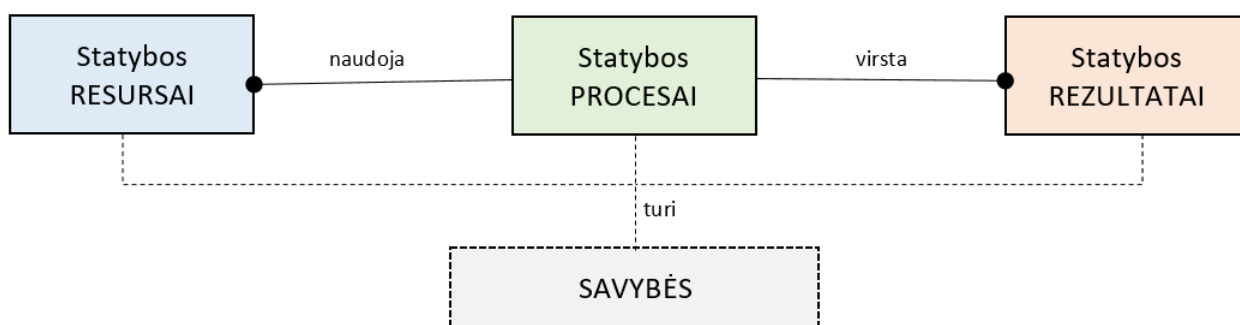 Statybos
RESURSAI
naudoja
Statybos
PROCESAI
virsta
Statybos
REZULTATAI
turi
SAVYBĖS